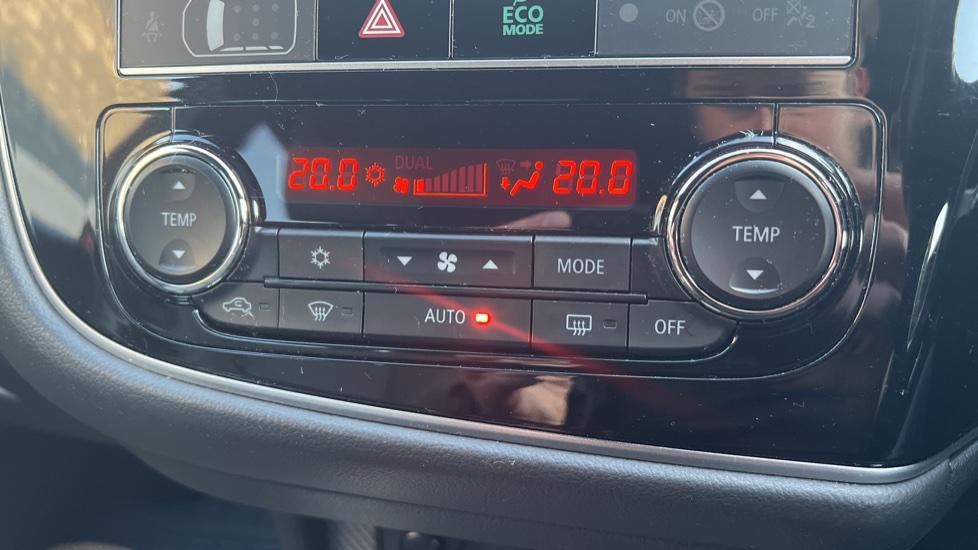 ECO
MODE
ON
OFF
20.0 DUAL 20.0
TEMP
TEMP
MODE
AUTO
OFF